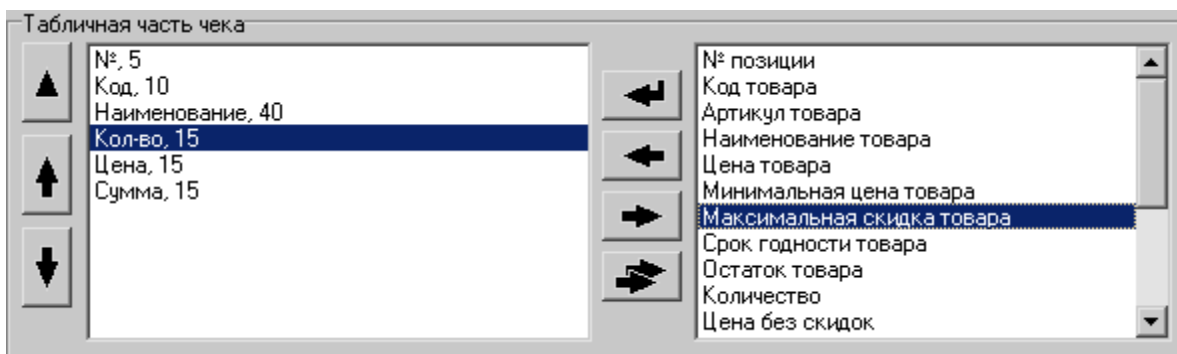 Табличная часть чека
№, 5
Код, 10
Наименование, 40
Кол-во, 15
Цена, 15
Сумма, 15
№ позиции
Код товара
Артикул товара
Наименование товара
Цена товара
Минимальная цена товара
Максимальная скидка товара
Срок годности товара
Остаток товара
Количество
Цена без скидок